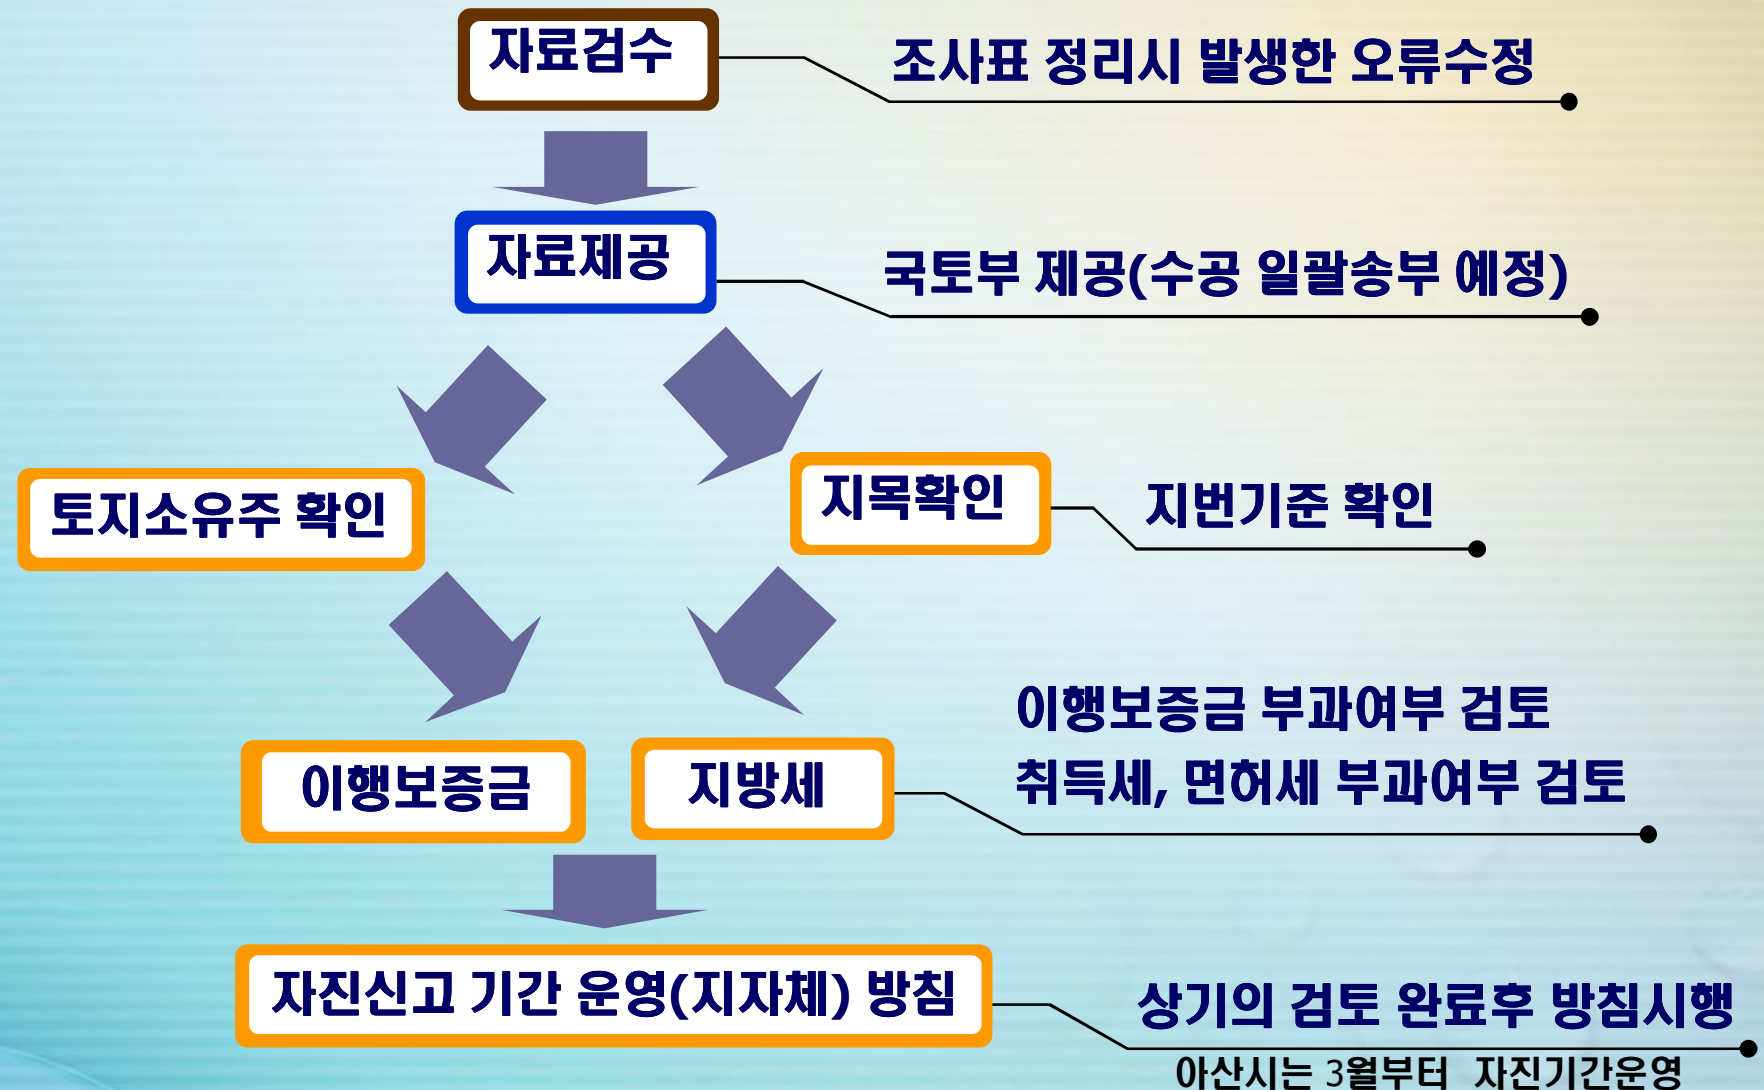 자료검수
조사표 정리시 발생한 오류수정
자료제공
국토부 제공(수공 일괄송부 예정)
토지소유주 확인
지목확인
지번기준 확인
이행보증금 부과여부 검토
이행보증금
지방세
취득세, 면허세 부과여부 검토
자진신고 기간 운영(지자체) 방침
상기의 검토 완료후 방침시행
아산시는 3월부터 자진기간운영